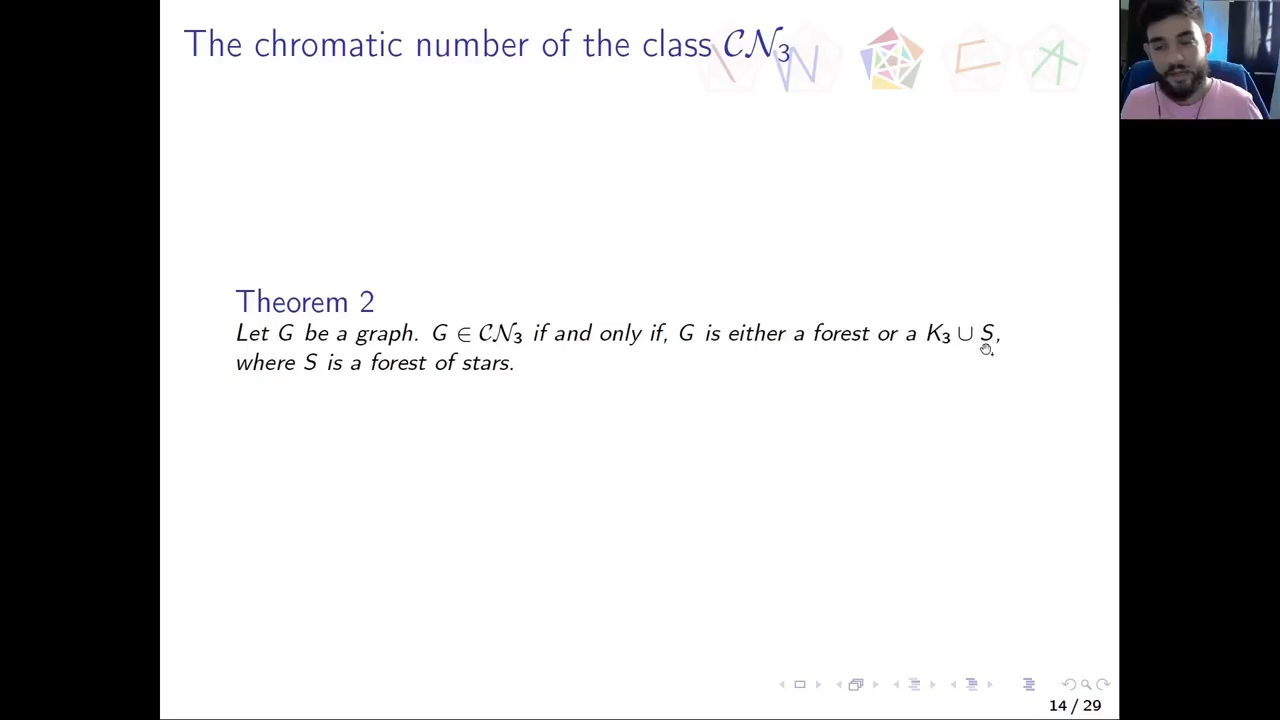 The chromatic number of the class 𝒞𝒩₃
Theorem 2
Let G be a graph. G ∈ 𝒞𝒩₃ if and only if, G is either a forest or a K₃ ∪ S,
where S is a forest of stars.
14 / 29